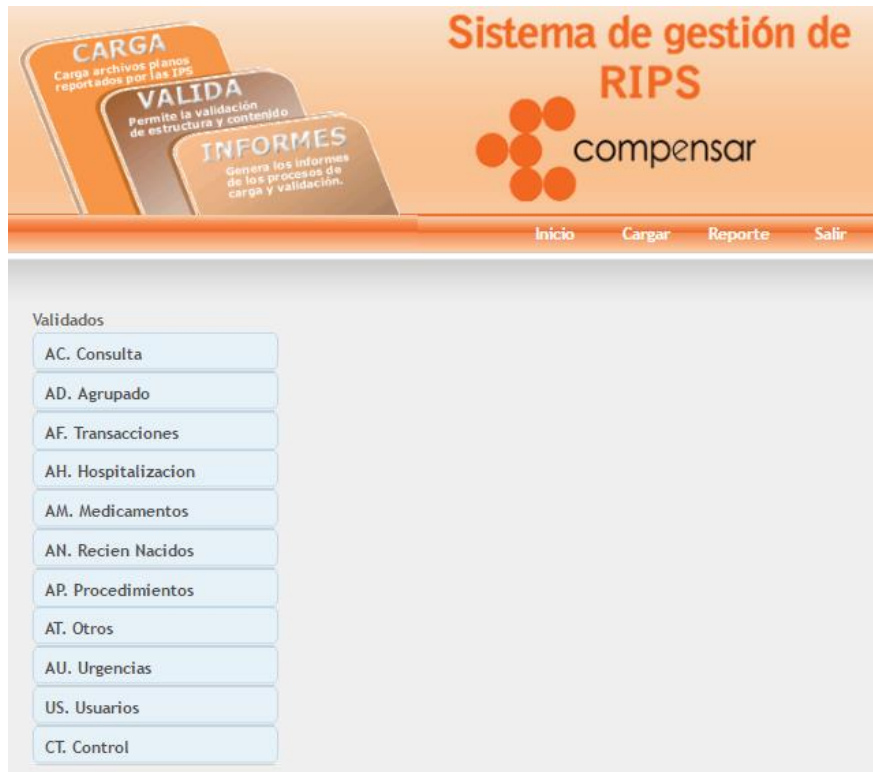 CARGA
Carga archivos planos
reportados por las IPS
VALIDA
Permite la validación
de estructura y contenido
INFORMES
Genera los informes
de los procesos de
carga y validación.
Sistema de gestión de
RIPS
compensar
Inicio Cargar Reporte Salir
Validados
AC. Consulta
AD. Agrupado
AF. Transacciones
AH. Hospitalizacion
AM. Medicamentos
AN. Recien Nacidos
AP. Procedimientos
AT. Otros
AU. Urgencias
US. Usuarios
CT. Control